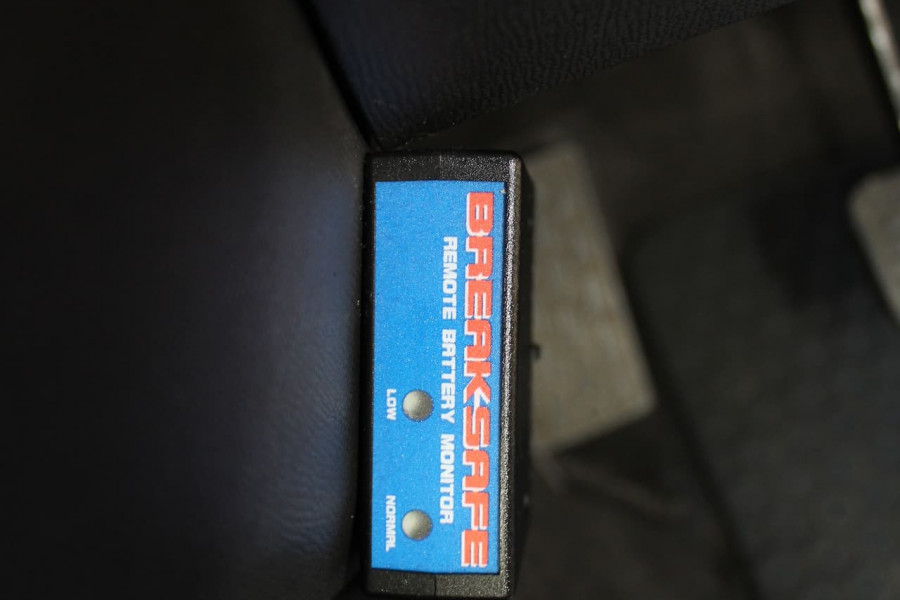 BREAKSAFE
REMOTE BATTERY MONITOR
LOW NORMAL